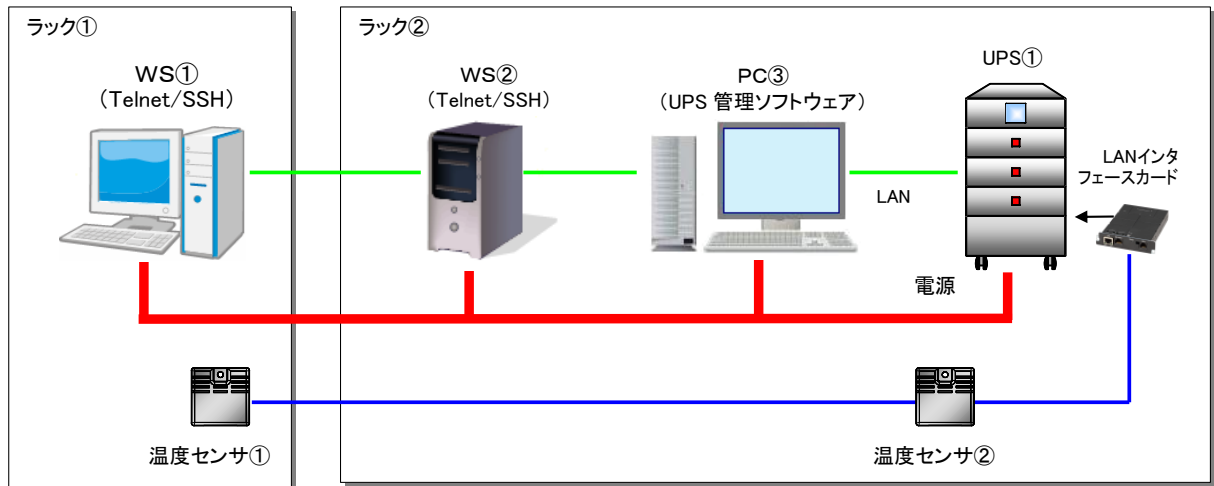 ラック①
ラック②
WS①
（Telnet/SSH）
WS②
（Telnet/SSH）
PC③
（UPS 管理ソフトウェア）
UPS①
LANインタ
フェースカード
LAN
電源
温度センサ①
温度センサ②